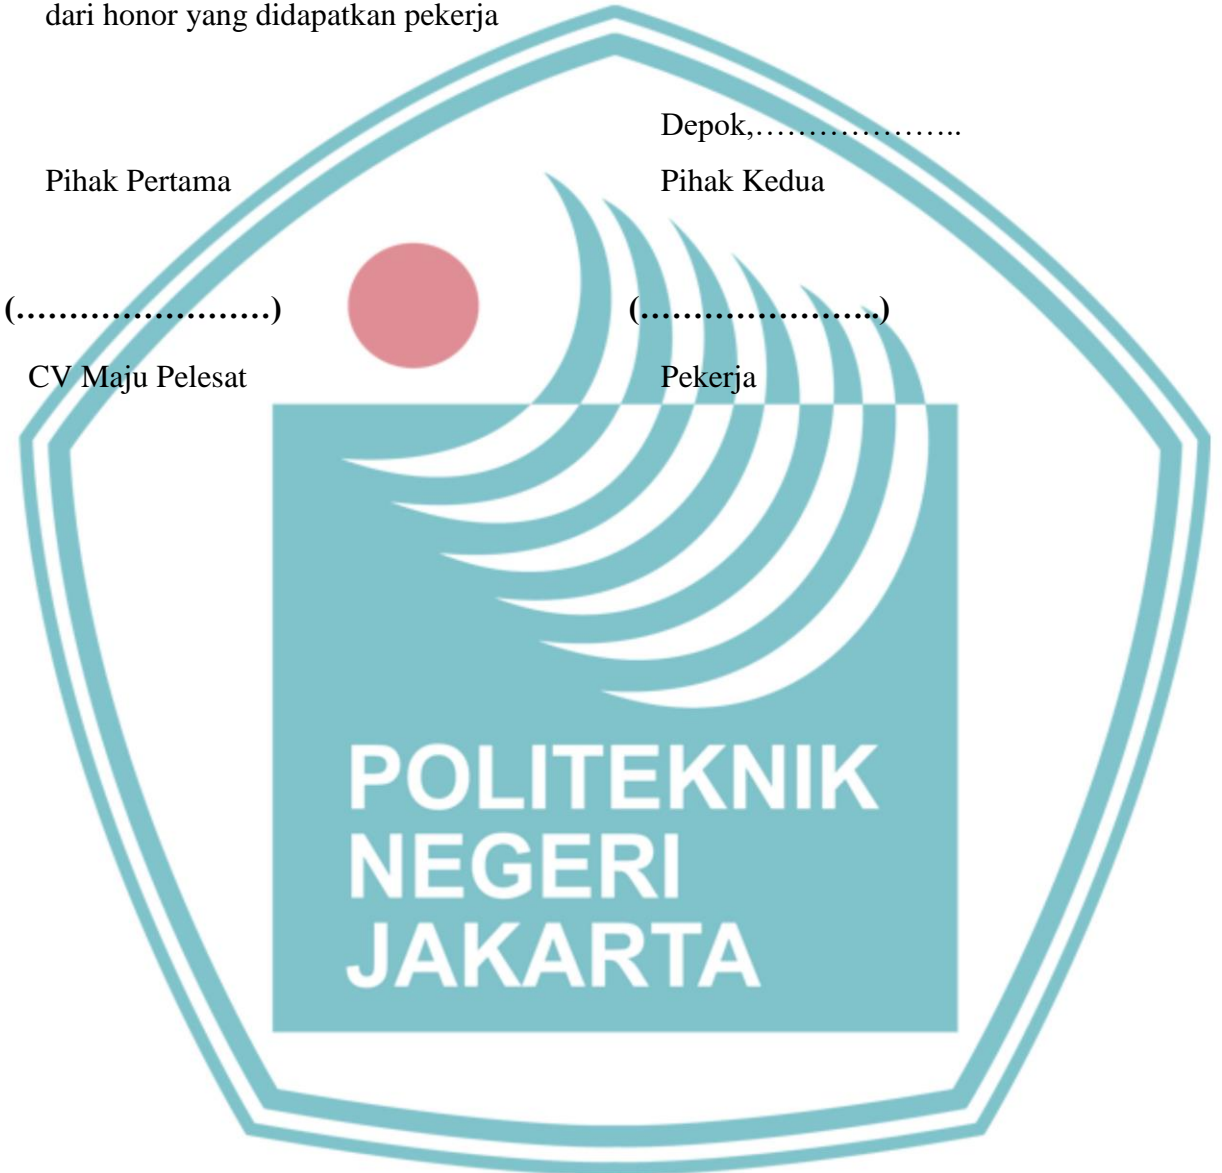 dari honor yang didapatkan pekerja
Depok,………………..
Pihak Pertama Pihak Kedua
(……………………) (…………………..)
CV Maju Pelesat Pekerja
POLITEKNIK
NEGERI
JAKARTA